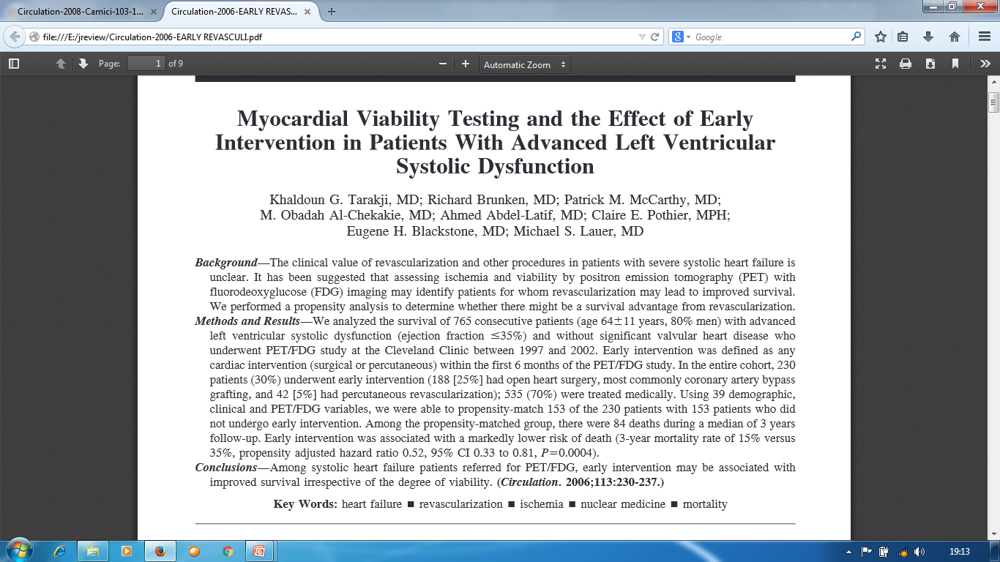 Circulation-2008-Camici-103-1...
Circulation-2006-EARLY REVAS...
file:///E:/jreview/Circulation-2006-EARLY REVASCULI.pdf
8
Google
Page:
1
of 9
Automatic Zoom
Myocardial Viability Testing and the Effect of Early
Intervention in Patients With Advanced Left Ventricular
Systolic Dysfunction
Khaldoun G. Tarakji, MD; Richard Brunken, MD; Patrick M. McCarthy, MD;
M. Obadah Al-Chekakie, MD; Ahmed Abdel-Latif, MD; Claire E. Pothier, MPH;
Eugene H. Blackstone, MD; Michael S. Lauer, MD
Background—The clinical value of revascularization and other procedures in patients with severe systolic heart failure is
unclear. It has been suggested that assessing ischemia and viability by positron emission tomography (PET) with
fluorodeoxyglucose (FDG) imaging may identify patients for whom revascularization may lead to improved survival.
We performed a propensity analysis to determine whether there might be a survival advantage from revascularization.
Methods and Results—We analyzed the survival of 765 consecutive patients (age 64±11 years, 80% men) with advanced
left ventricular systolic dysfunction (ejection fraction ≤35%) and without significant valvular heart disease who
underwent PET/FDG study at the Cleveland Clinic between 1997 and 2002. Early intervention was defined as any
cardiac intervention (surgical or percutaneous) within the first 6 months of the PET/FDG study. In the entire cohort, 230
patients (30%) underwent early intervention (188 [25%] had open heart surgery, most commonly coronary artery bypass
grafting, and 42 [5%] had percutaneous revascularization); 535 (70%) were treated medically. Using 39 demographic,
clinical and PET/FDG variables, we were able to propensity-match 153 of the 230 patients with 153 patients who did
not undergo early intervention. Among the propensity-matched group, there were 84 deaths during a median of 3 years
follow-up. Early intervention was associated with a markedly lower risk of death (3-year mortality rate of 15% versus
35%, propensity adjusted hazard ratio 0.52, 95% CI 0.33 to 0.81, P=0.0004).
Conclusions—Among systolic heart failure patients referred for PET/FDG, early intervention may be associated with
improved survival irrespective of the degree of viability. (Circulation. 2006;113:230-237.)
Key Words: heart failure ■ revascularization ■ ischemia ■ nuclear medicine ■ mortality
19:13